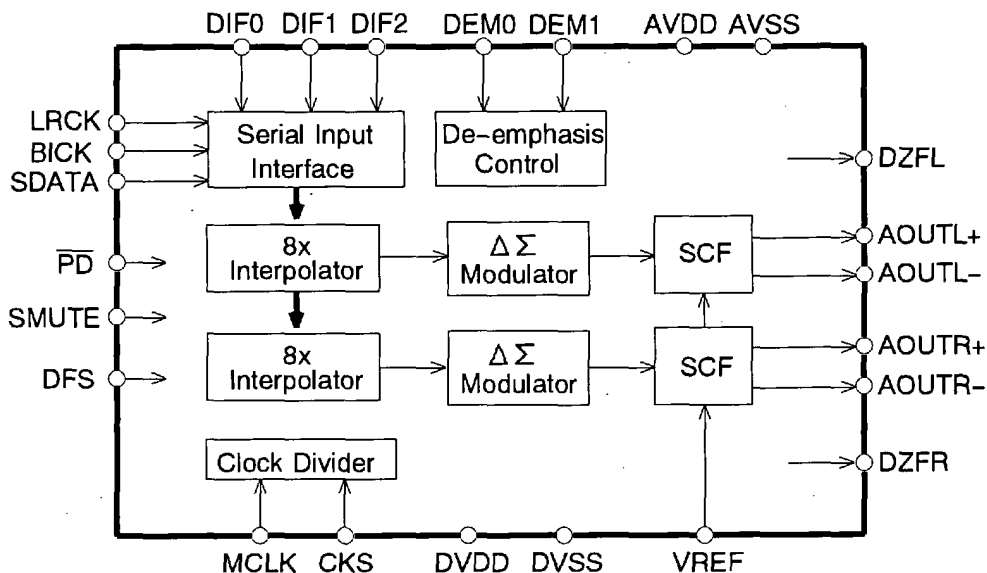 DIF0 DIF1 DIF2 DEM0 DEM1 AVDD AVSS
LRCK
BICK
SDATA
Serial Input
Interface
De-emphasis
Control
DZFL
PD
8x
Interpolator
ΔΣ
Modulator
SCF
AOUTL+
AOUTL-
SMUTE
DFS
8x
Interpolator
ΔΣ
Modulator
SCF
AOUTR+
AOUTR-
Clock Divider
DZFR
MCLK CKS DVDD DVSS VREF